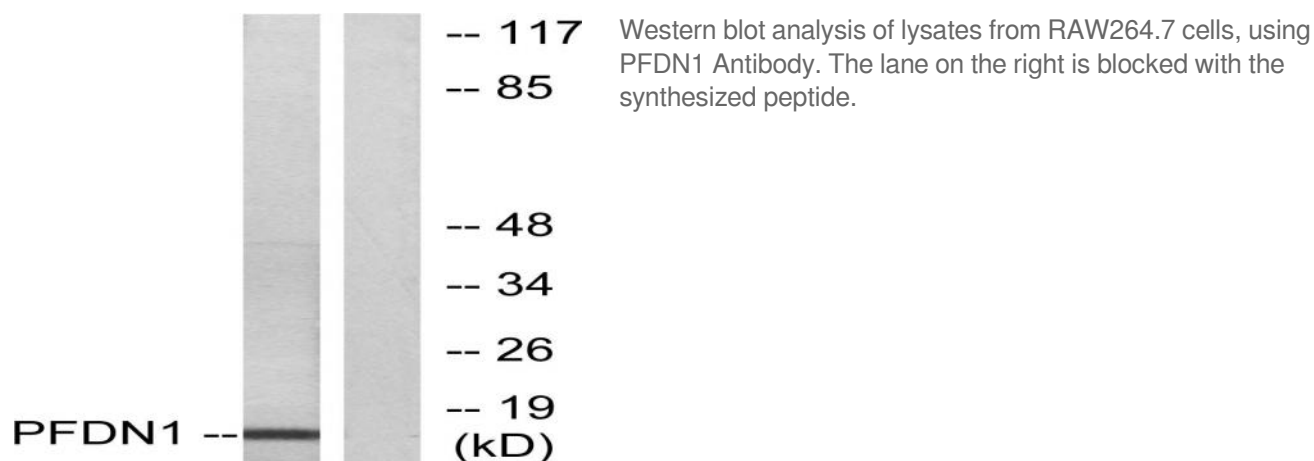 -- 117
-- 85
-- 48
-- 34
-- 26
-- 19
(kD)
PFDN1 --
Western blot analysis of lysates from RAW264.7 cells, using
PFDN1 Antibody. The lane on the right is blocked with the
synthesized peptide.